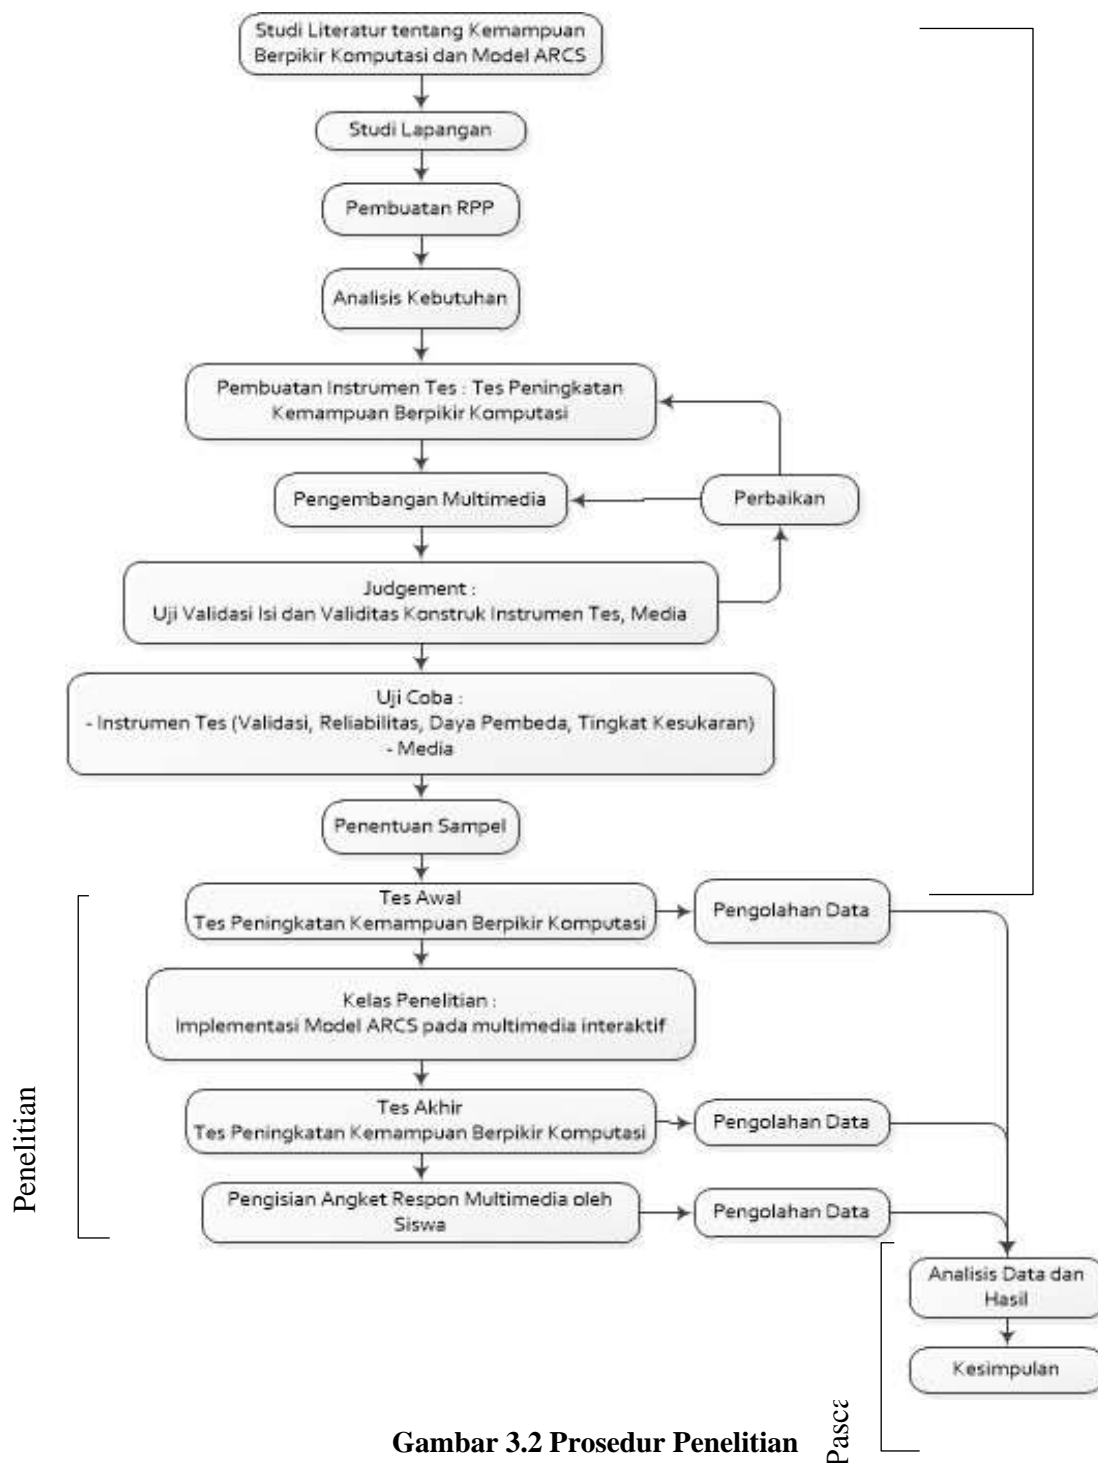 Studi Literatur tentang Kemampuan
Berpikir Komputasi dan Model ARCS
Studi Lapangan
Pembuatan RPP
Analisis Kebutuhan
Pembuatan Instrumen Tes : Tes Peningkatan
Kemampuan Berpikir Komputasi
Pengembangan Multimedia
Perbaikan
Judgement :
Uji Validasi Isi dan Validitas Konstruk Instrumen Tes, Media
Uji Coba :
- Instrumen Tes (Validasi, Reliabilitas, Daya Pembeda, Tingkat Kesukaran)
- Media
Penentuan Sampel
Tes Awal
Tes Peningkatan Kemampuan Berpikir Komputasi
Pengolahan Data
Kelas Penelitian :
Implementasi Model ARCS pada multimedia interaktif
Tes Akhir
Tes Peningkatan Kemampuan Berpikir Komputasi
Pengolahan Data
Penelitian
Pengisian Angket Respon Multimedia oleh
Siswa
Pengolahan Data
Analisis Data dan
Hasil
Kesimpulan
Gambar 3.2 Prosedur Penelitian